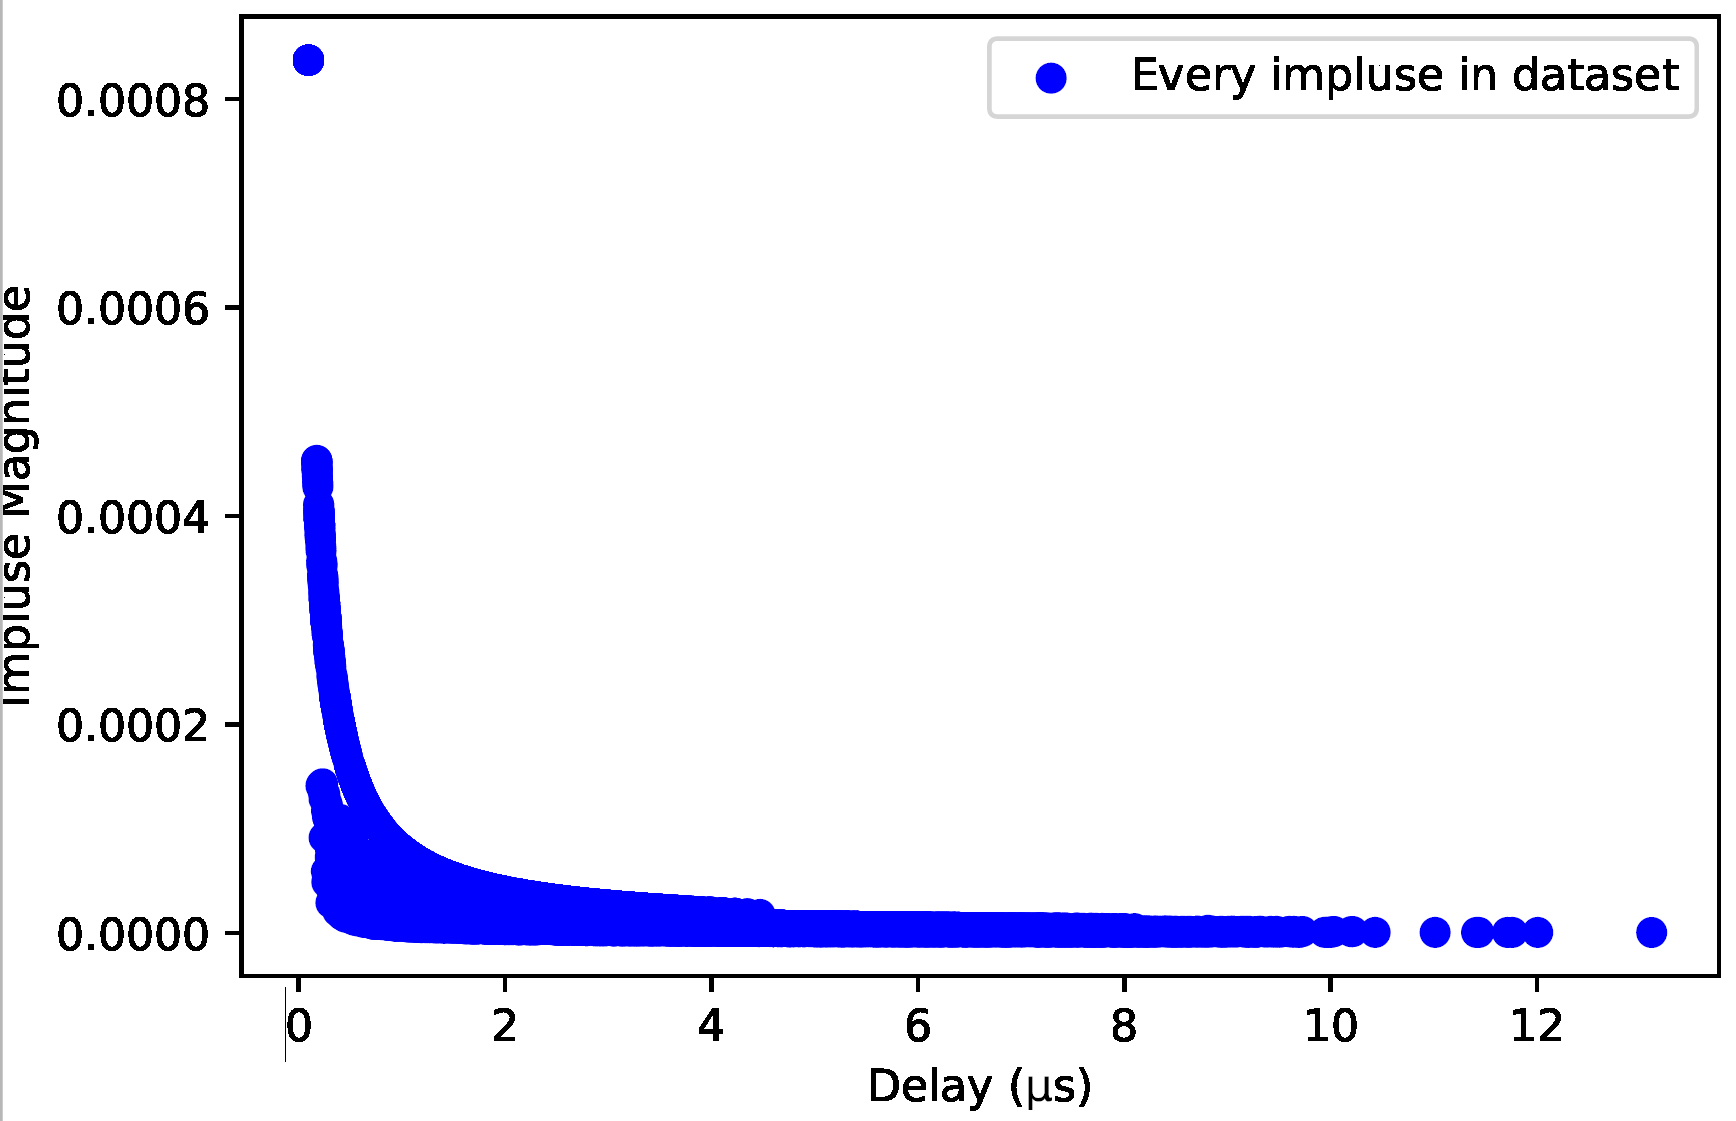 Every impluse in dataset
0.0008
0.0006
0.0004
0.0002
0.0000
Impluse Magnitude
0 2 4 6 8 10 12
Delay (μs)